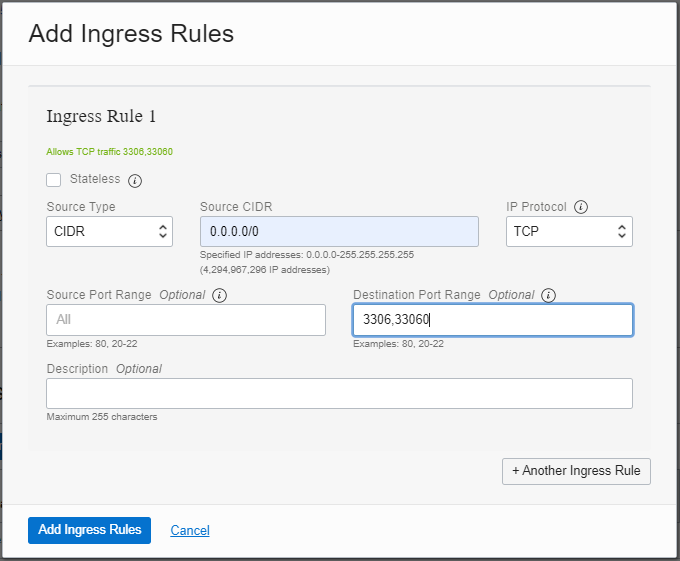 Add Ingress Rules
Ingress Rule 1
Allows TCP traffic 3306,33060
Stateless i
Source Type
CIDR
Source CIDR
0.0.0.0/0
Specified IP addresses: 0.0.0.0-255.255.255.255
(4,294,967,296 IP addresses)
IP Protocol i
TCP
Source Port Range Optional i
All
Examples: 80, 20-22
Destination Port Range Optional i
3306,33060
Examples: 80, 20-22
Description Optional
Maximum 255 characters
+ Another Ingress Rule
Add Ingress Rules
Cancel